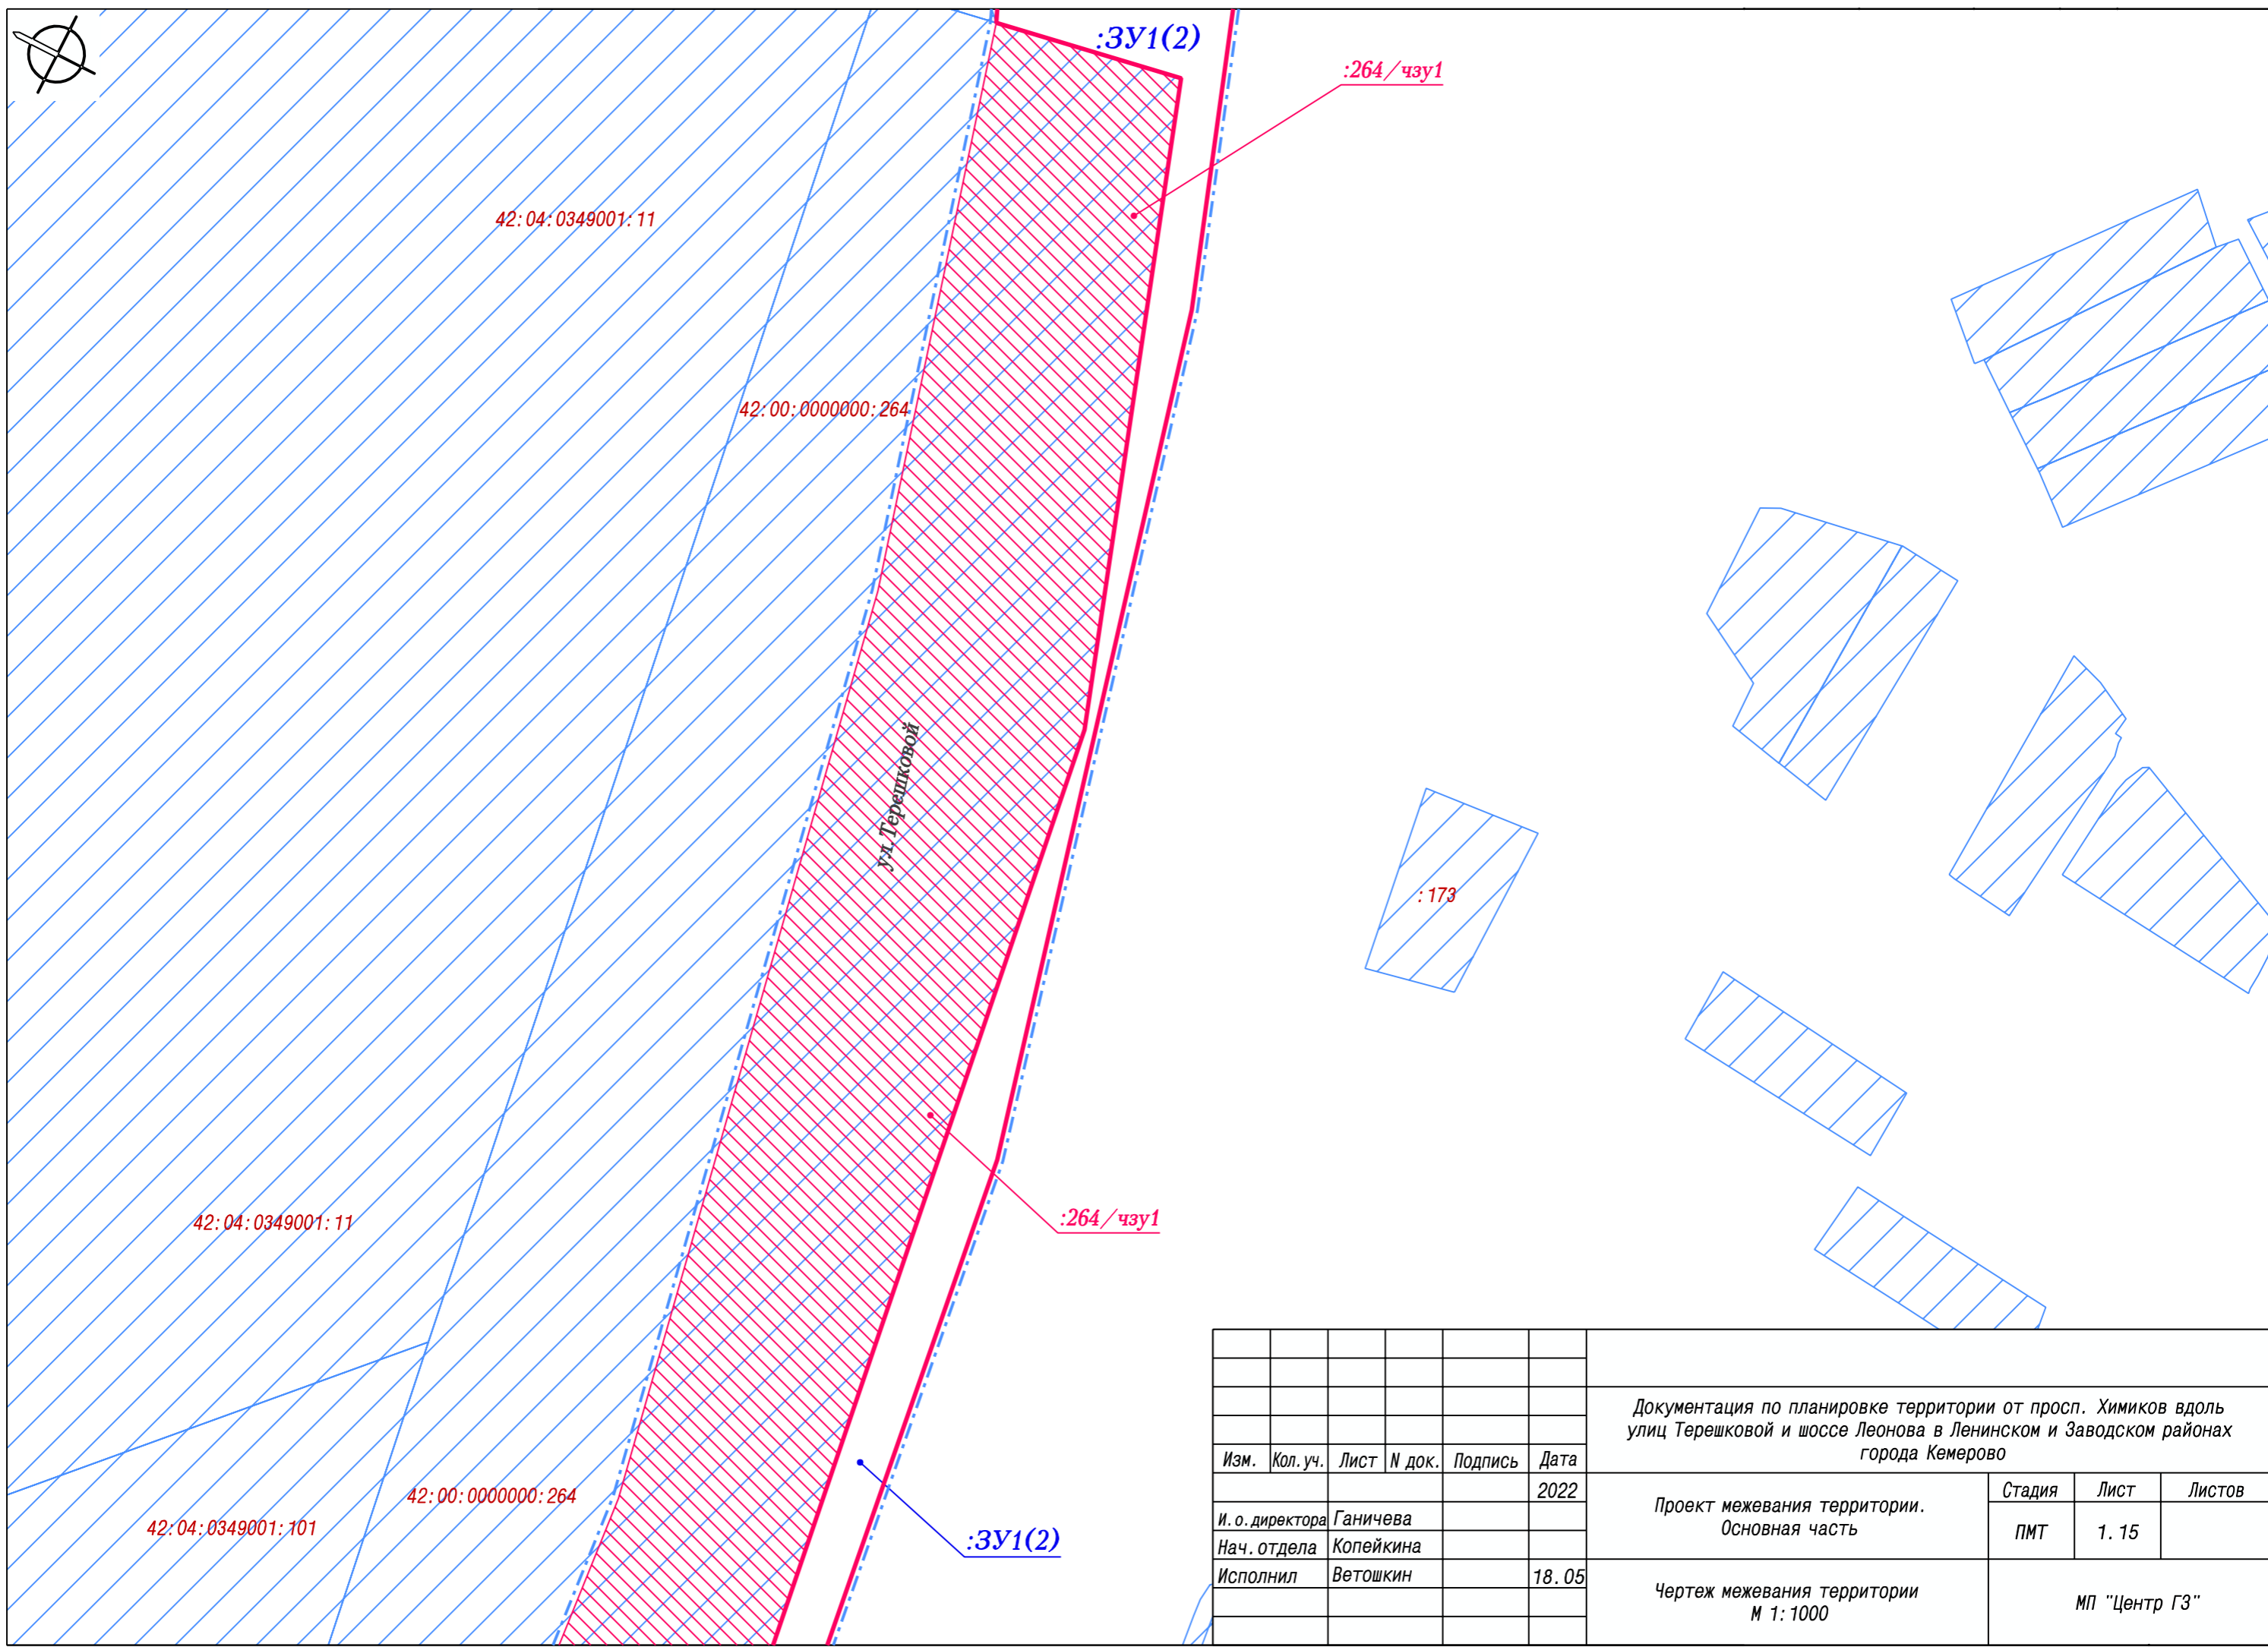 :ЗУ1(2)
:264/чзу1
42:04:0349001:11
42:00:0000000:264
ул.Терешковой
:173
:264/чзу1
42:04:0349001:11
42:00:0000000:264
42:04:0349001:101
:ЗУ1(2)
Документация по планировке территории от просп. Химиков вдоль
улиц Терешковой и шоссе Леонова в Ленинском и Заводском районах
города Кемерово
Изм. Кол.уч. Лист N док. Подпись Дата
2022
Проект межевания территории.
Основная часть
Стадия Лист Листов
ПМТ 1.15
И.о.директора Ганичева
Нач.отдела Копейкина
Исполнил Ветошкин 18.05
Чертеж межевания территории
М 1:1000
МП "Центр ГЗ"